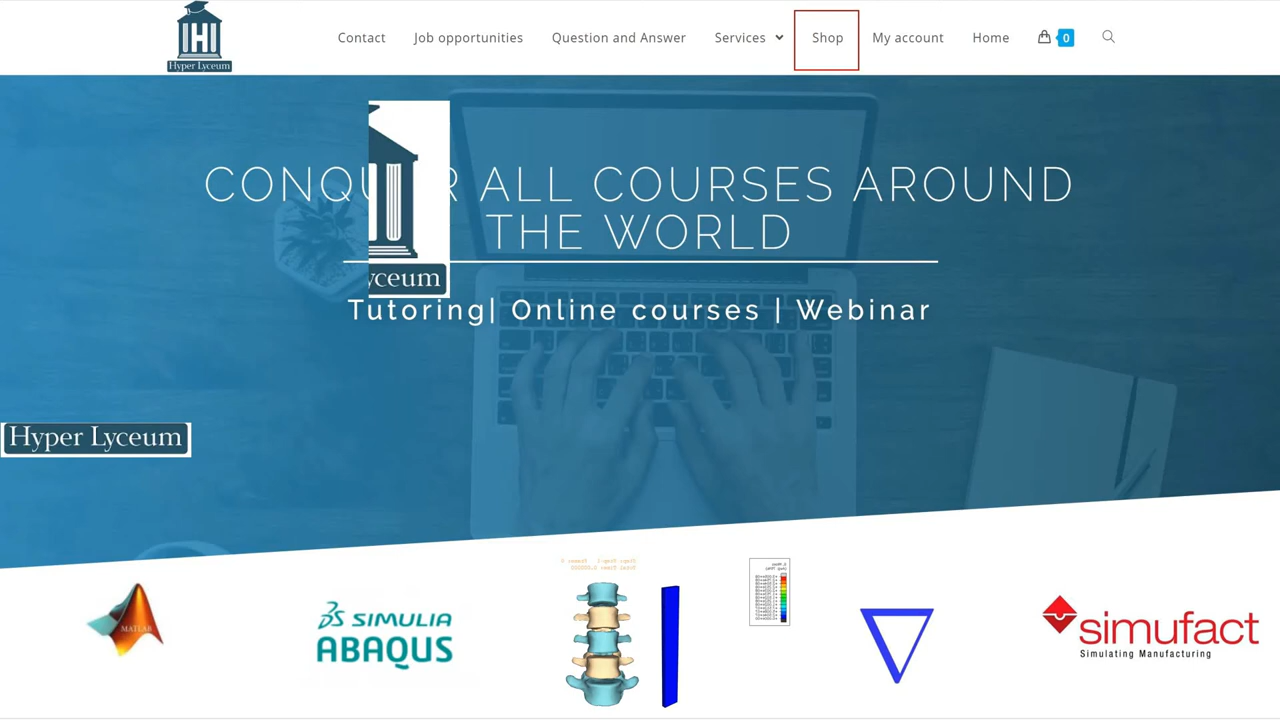 Hyper Lyceum
Contact
Job opportunities
Question and Answer
Services
Shop
My account
Home
0
CONQU R ALL COURSES AROUND
THE WORLD
yceum
Tutoring| Online courses | Webinar
Hyper Lyceum
MATLAB
SIMULIA
ABAQUS
simufact
Simulating Manufacturing